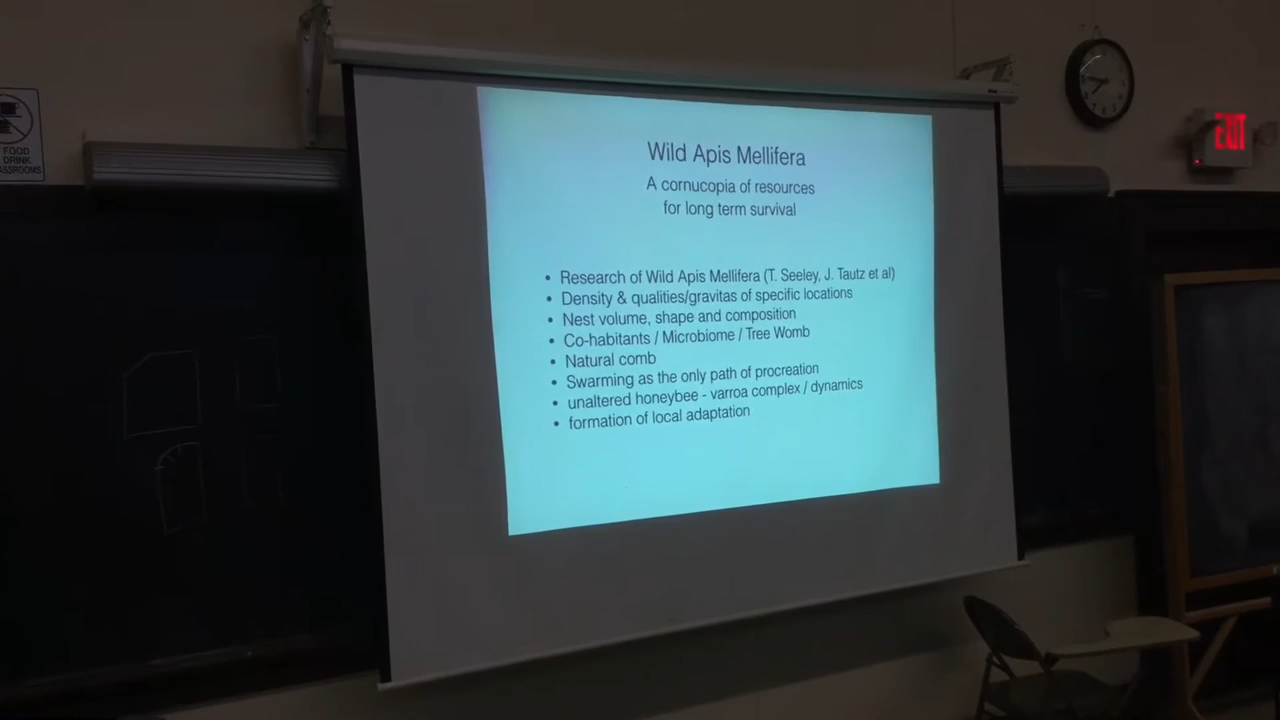 FOOD
DRINK
EXIT
Wild Apis Mellifera
A cornucopia of resources
for long term survival
• Research of Wild Apis Mellifera (T. Seeley, J. Tautz et al)
• Density & qualities/gravitas of specific locations
• Nest volume, shape and composition
• Co-habitants / Microbiome / Tree Womb
• Natural comb
• Swarming as the only path of procreation
• unaltered honeybee - varroa complex / dynamics
• formation of local adaptation